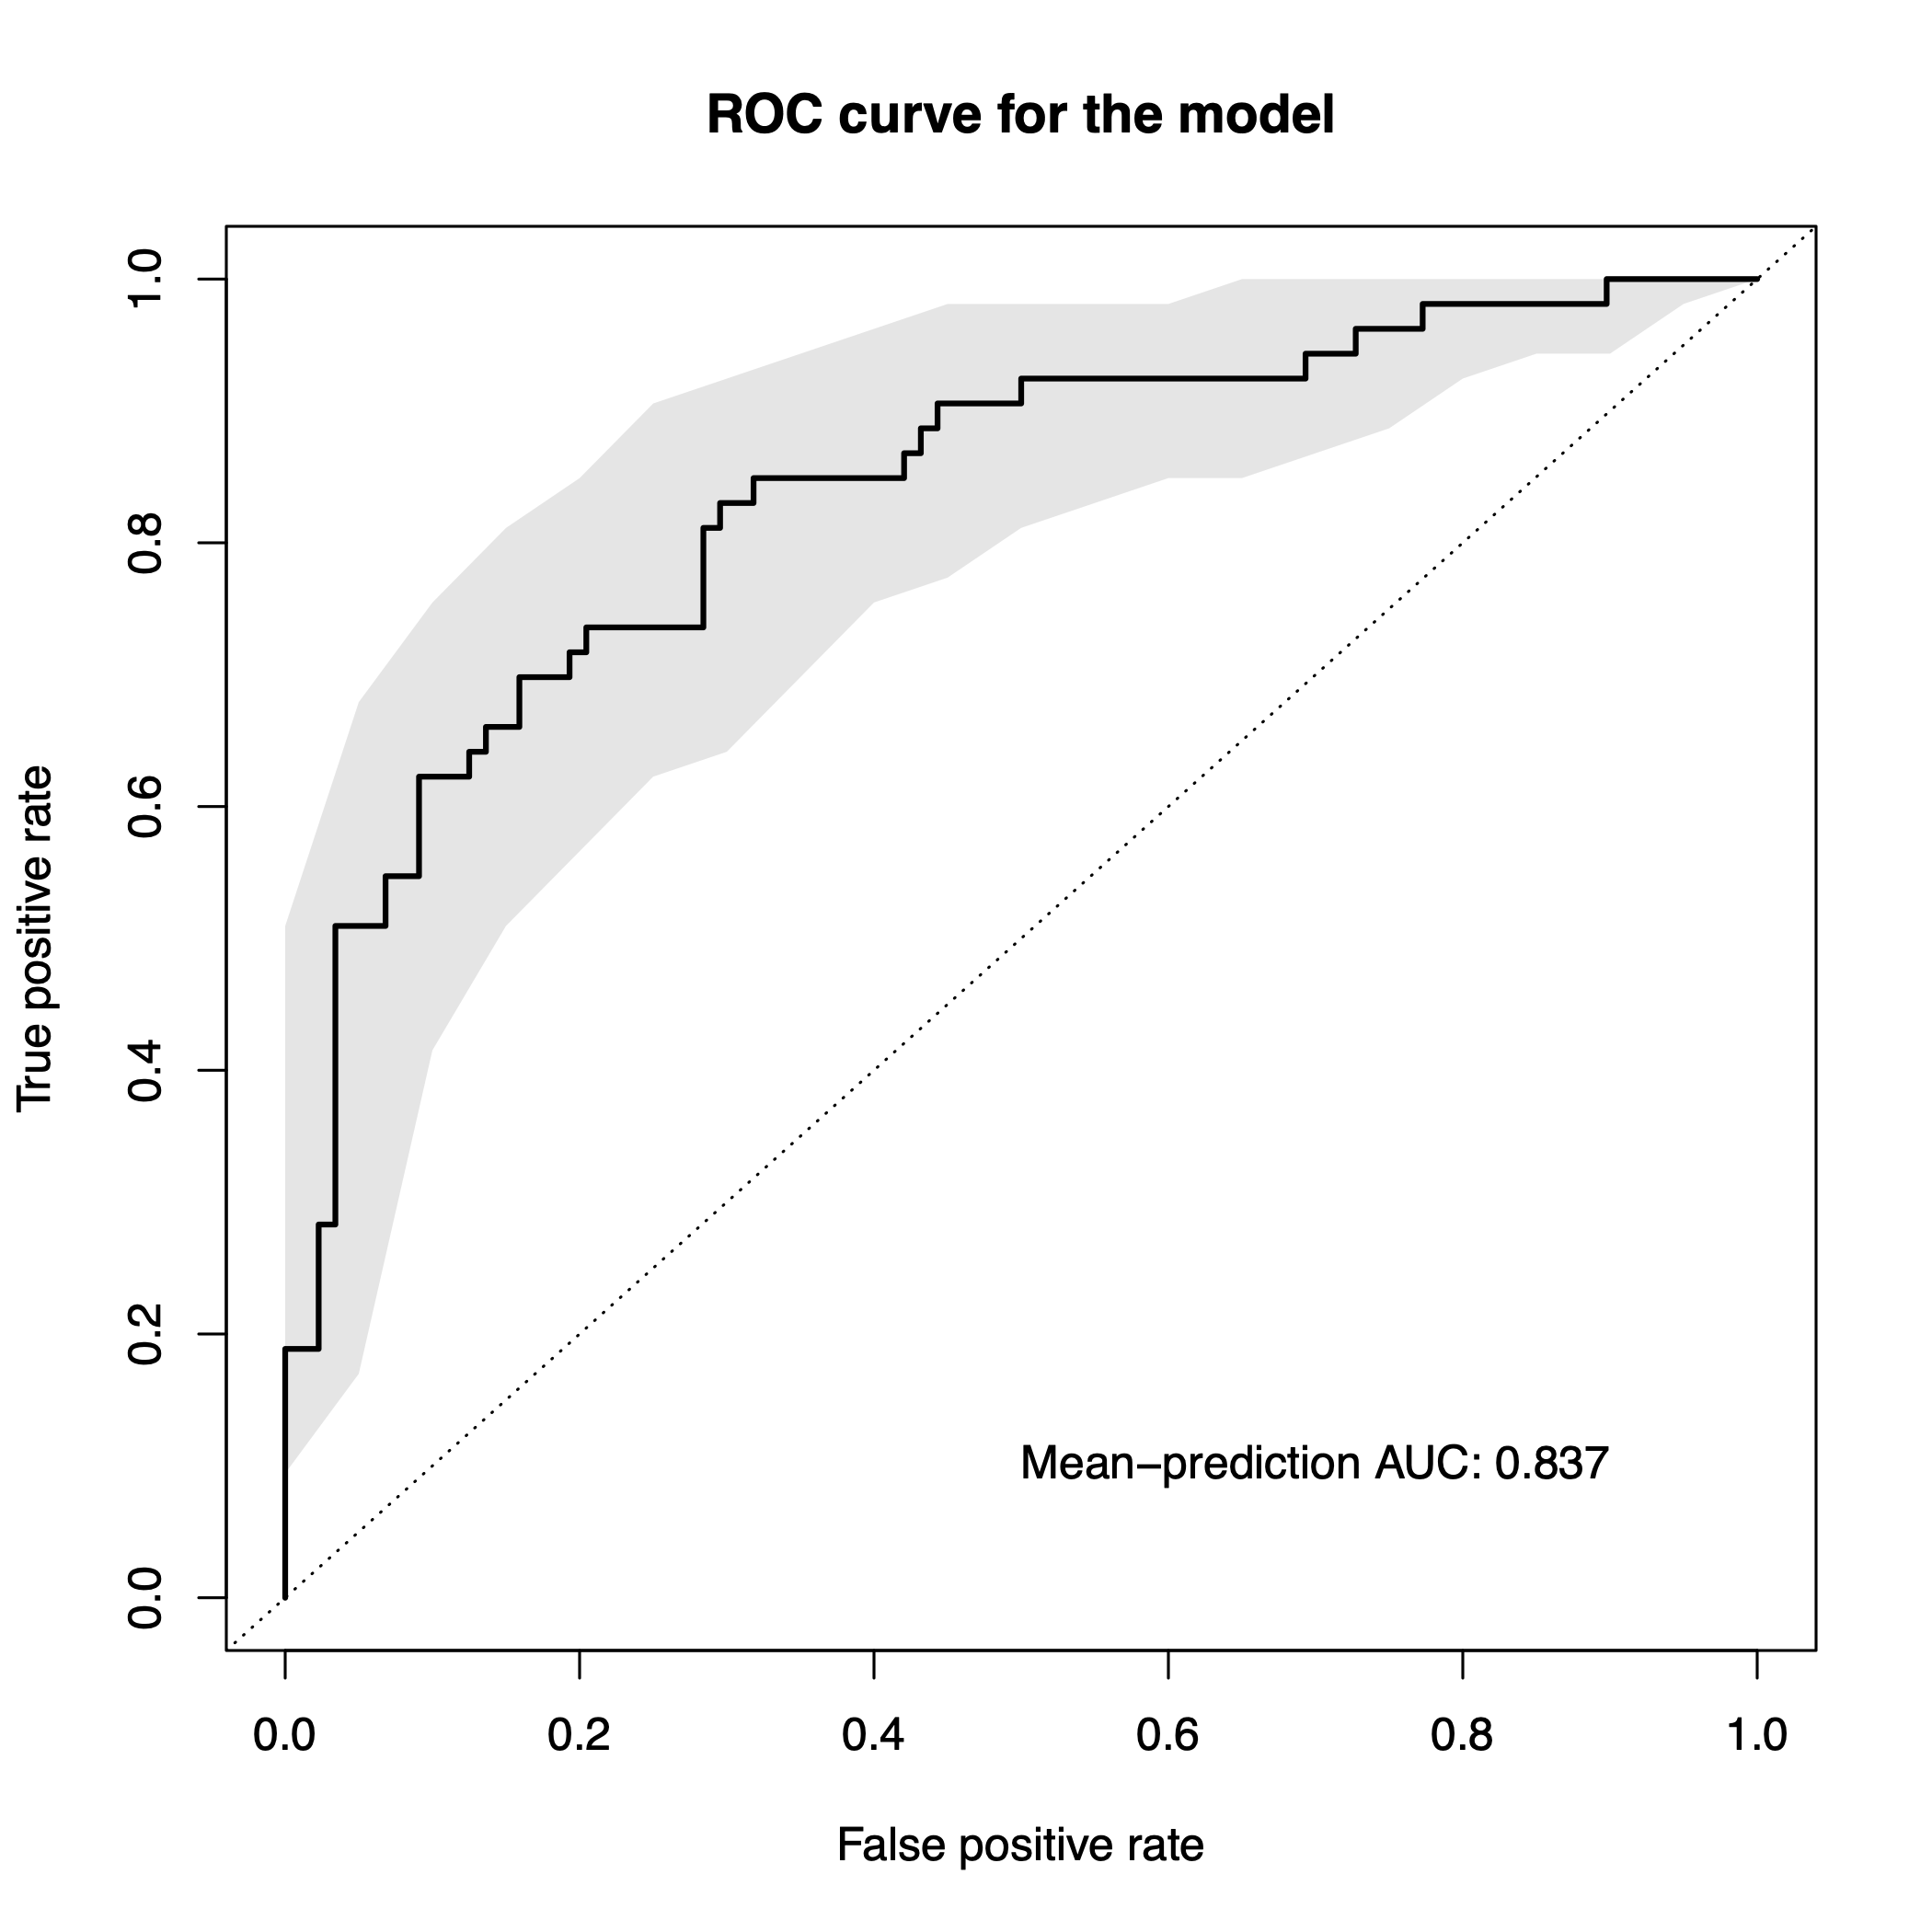 ROC curve for the model
True positive rate
1.0
0.8
0.6
0.4
0.2
0.0
Mean−prediction AUC: 0.837
0.0 0.2 0.4 0.6 0.8 1.0
False positive rate